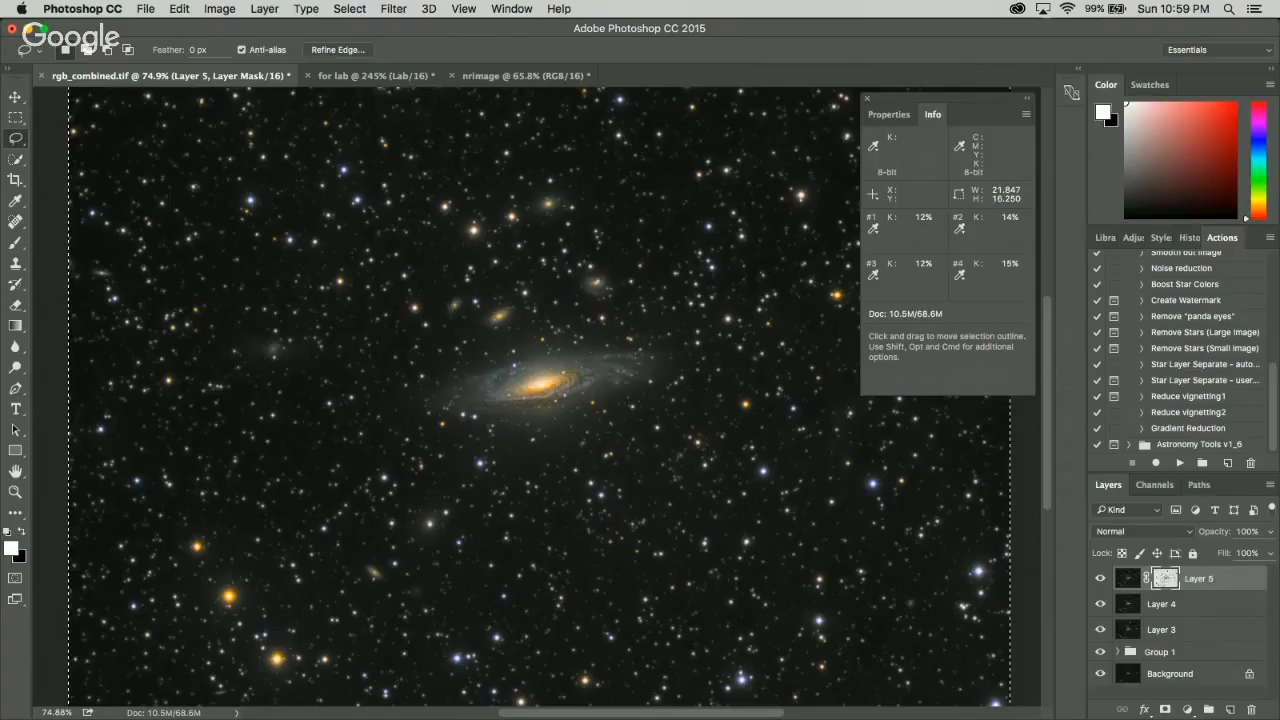 Photoshop CC File Edit Image Layer Type Select Filter 3D View Window Help 99% Sun 10:59 PM
Google
Adobe Photoshop CC 2015
Feather: 0 px Anti-alias Refine Edge... Essentials
rgb_combined.tif @ 74.9% (Layer 5, Layer Mask/16) * for lab @ 245% (Lab/16) * nrimage @ 65.8% (RGB/16) *
Properties Info
K: C:
M:
Y:
K:
8-bit 8-bit
X: W: 21.847
Y: H: 16.250
#1 K: 12% #2 K: 14%
#3 K: 12% #4 K: 15%
Doc: 10.5M/68.6M
Click and drag to move selection outline.
Use Shift, Opt and Cmd for additional
options.
Color Swatches
Libra Adju Style Histo Actions
Smooth out image
Noise reduction
Boost Star Colors
Create Watermark
Remove "panda eyes"
Remove Stars (Large Image)
Remove Stars (Small Image)
Star Layer Separate - auto...
Star Layer Separate - user...
Reduce vignetting1
Reduce vignetting2
Gradient Reduction
Astronomy Tools v1_6
Layers Channels Paths
Kind
Normal Opacity: 100%
Lock: Fill: 100%
Layer 5
Layer 4
Layer 3
Group 1
Background
74.88% Doc: 10.5M/68.6M